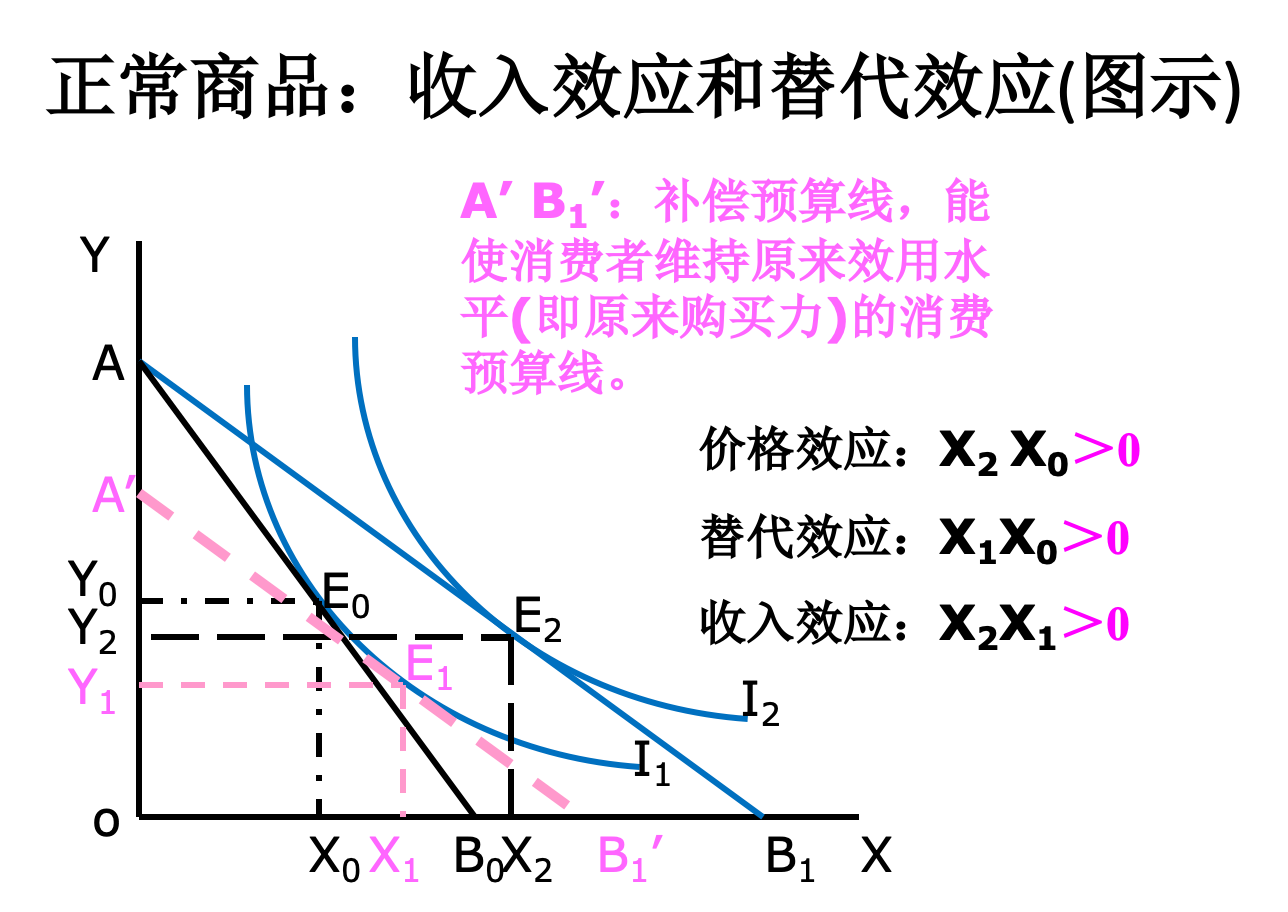 正常商品：收入效应和替代效应(图示)
A′ B₁′：补偿预算线，能
使消费者维持原来效用水
平(即原来购买力)的消费
预算线。
Y
A
价格效应：X₂ X₀＞0
A′
替代效应：X₁X₀＞0
Y₀
E₀
Y₂
E₂
收入效应：X₂X₁＞0
E₁
Y₁
I₂
I₁
o
X₀ X₁ B₀ X₂ B₁′ B₁ X